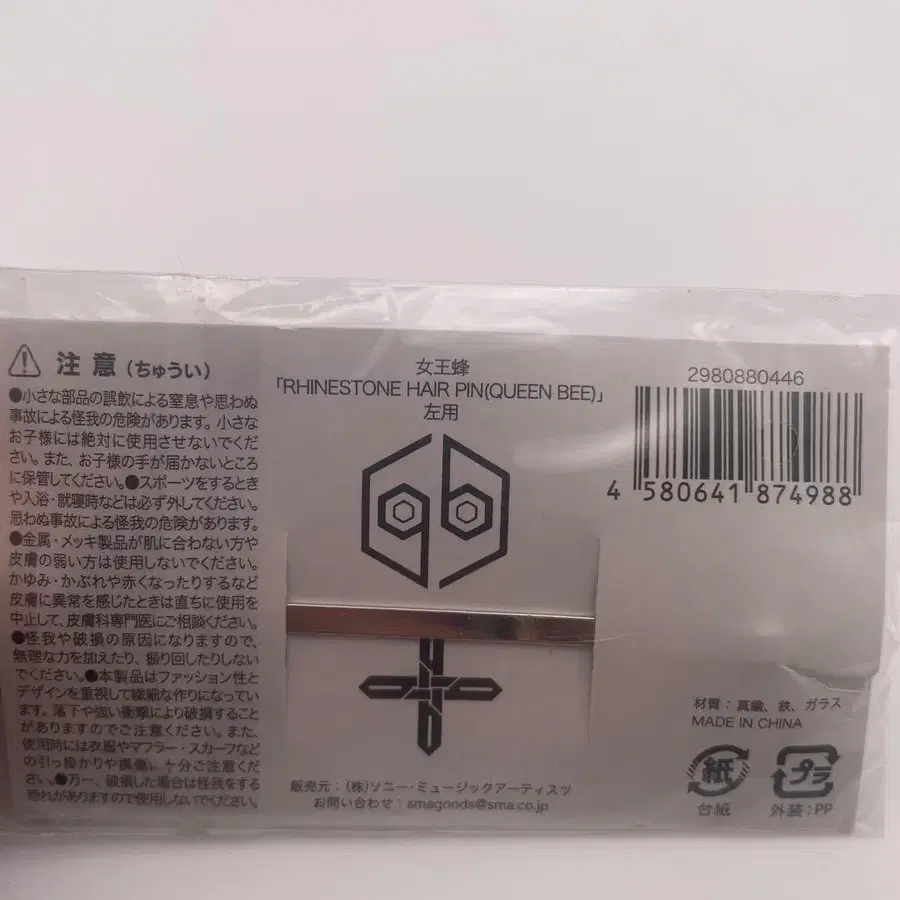 注意(ちゅうい)
●小さな部品の誤飲による窒息や思わぬ
事故による怪我の危険があります。小さな
お子様には絶対に使用させないでくだ
さい。また、お子様の手が届かないところ
に保管してください。●スポーツをするとき
や入浴・就寝時などは必ず外してください。
思わぬ事故による怪我の危険があります。
●金属・メッキ製品が肌に合わない方や
皮膚の弱い方は使用しないでください。
かゆみ・かぶれや赤くなったりするなど
皮膚に異常を感じたときは直ちに使用を
中止して、皮膚科専門医にご相談ください。
●怪我や破損の原因になりますので、
無理な力を加えたり、振り回したりしない
でください。●本製品はファッション性と
デザインを重視して繊細な作りになってい
ます。落下や強い衝撃により破損すること
がありますのでご注意ください。また、
使用時には衣服やマフラー・スカーフなど
の引っ掛かりや損傷に十分ご注意くだ
さい。●万一、破損した場合は怪我をする
恐れがありますので使用しないでください。
女王蜂
「RHINESTONE HAIR PIN(QUEEN BEE)」
左用
販売元:(株)ソニー・ミュージックアーティスツ
お問い合わせ:smagoods@sma.co.jp
2980880446
4 580641 874988
材質:真鍮、鉄、ガラス
MADE IN CHINA
紙
台紙
プラ
外装:PP